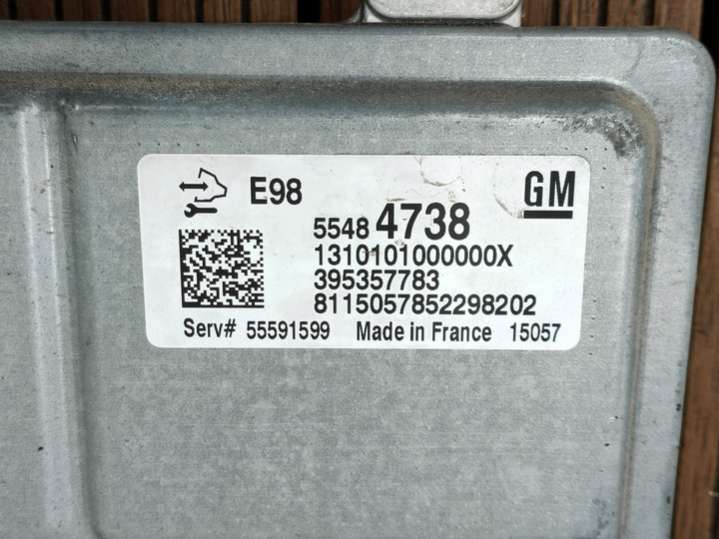 E98
GM
5548 4738
1310101000000X
395357783
8115057852298202
Serv# 55591599 Made in France 15057